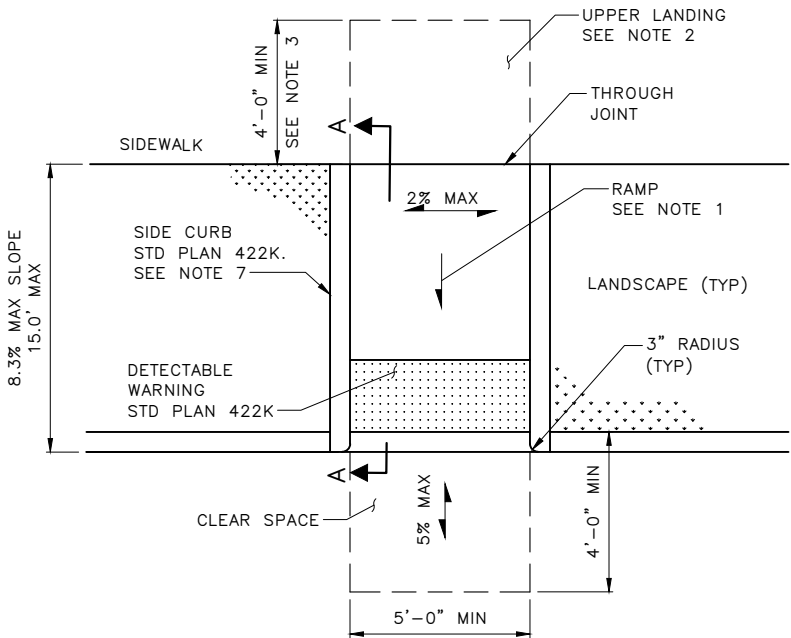 UPPER LANDING
SEE NOTE 2
4'-0" MIN
SEE NOTE 3
THROUGH
JOINT
A
SIDEWALK
2% MAX
RAMP
SEE NOTE 1
SIDE CURB
STD PLAN 422K.
SEE NOTE 7
LANDSCAPE (TYP)
8.3% MAX SLOPE
15.0' MAX
3" RADIUS
(TYP)
DETECTABLE
WARNING
STD PLAN 422K
A
CLEAR SPACE
5% MAX
4'-0" MIN
5'-0" MIN